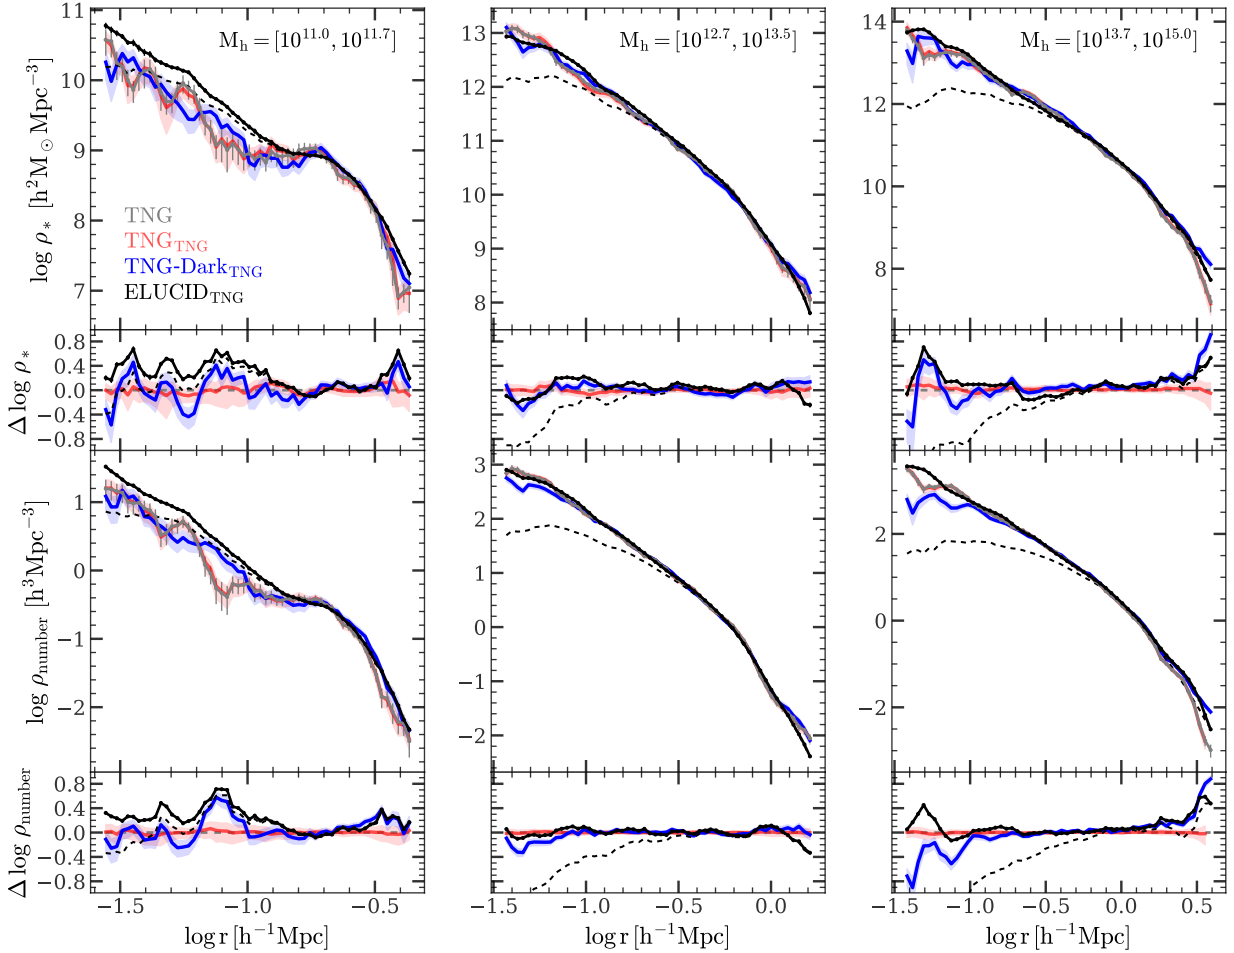 M_h = [10^11.0, 10^11.7]
M_h = [10^12.7, 10^13.5]
M_h = [10^13.7, 10^15.0]
log ρ_* [h^2 M_⊙ Mpc^−3]
11
10
9
8
7
13
12
11
10
9
8
14
12
10
8
TNG
TNG_TNG
TNG-Dark_TNG
ELUCID_TNG
Δ log ρ_*
0.8
0.4
0.0
−0.4
−0.8
log ρ_number [h^3 Mpc^−3]
1
0
−1
−2
3
2
1
0
−1
−2
2
0
−2
Δ log ρ_number
0.8
0.4
0.0
−0.4
−0.8
−1.5 −1.0 −0.5
−1.5 −1.0 −0.5 0.0
−1.5 −1.0 −0.5 0.0 0.5
log r [h^−1 Mpc]
log r [h^−1 Mpc]
log r [h^−1 Mpc]